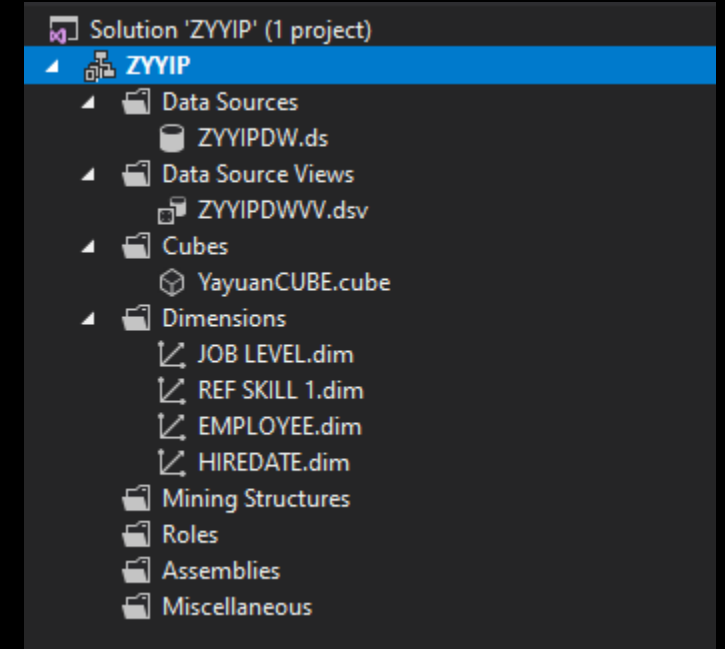 Solution 'ZYYIP' (1 project)
ZYYIP
Data Sources
ZYYIPDW.ds
Data Source Views
ZYYIPDWVV.dsv
Cubes
YayuanCUBE.cube
Dimensions
JOB LEVEL.dim
REF SKILL 1.dim
EMPLOYEE.dim
HIREDATE.dim
Mining Structures
Roles
Assemblies
Miscellaneous